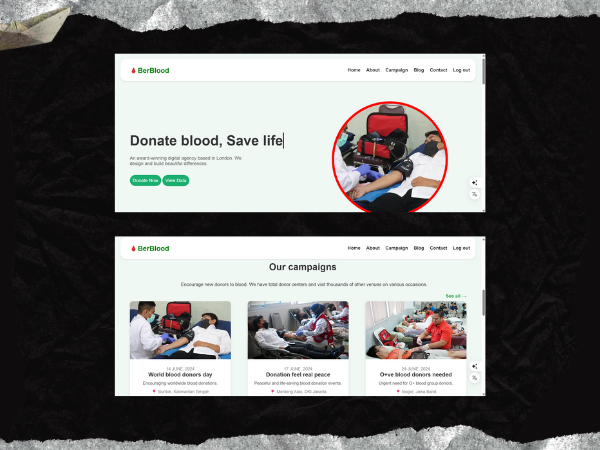 BerBlood
Home About Campaign Blog Contact Log out
Donate blood, Save life
An award-winning digital agency based in London. We
design and build beautiful differences.
Donate Now View Data
BerBlood
Home About Campaign Blog Contact Log out
Our campaigns
Encourage new donors to blood. We have total donor centers and visit thousands of other venues on various occasions.
See all →
14 JUNE, 2024
World blood donors day
Encouraging worldwide blood donations.
Kalimantan Tengah
17 JUNE, 2024
Donation feel real peace
Peaceful and life-saving blood donation events.
Menteng Atas, DKI Jakarta
24 JUNE, 2024
O+ve blood donors needed
Urgent need for O+ blood group donors.
Jawa Barat